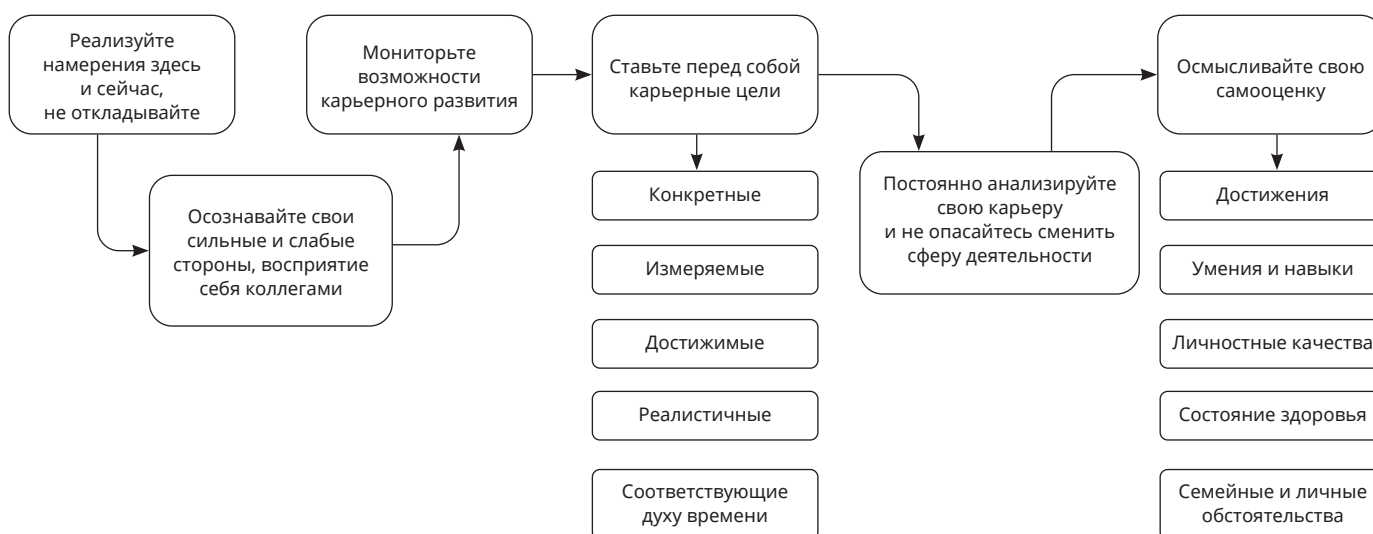 Реализуйте
намерения здесь
и сейчас,
не откладывайте
Осознавайте свои
сильные и слабые
стороны, восприятие
себя коллегами
Мониторьте
возможности
карьерного развития
Ставьте перед собой
карьерные цели
Конкретные
Измеряемые
Достижимые
Реалистичные
Соответствующие
духу времени
Постоянно анализируйте
свою карьеру
и не опасайтесь сменить
сферу деятельности
Осмысливайте свою
самооценку
Достижения
Умения и навыки
Личностные качества
Состояние здоровья
Семейные и личные
обстоятельства